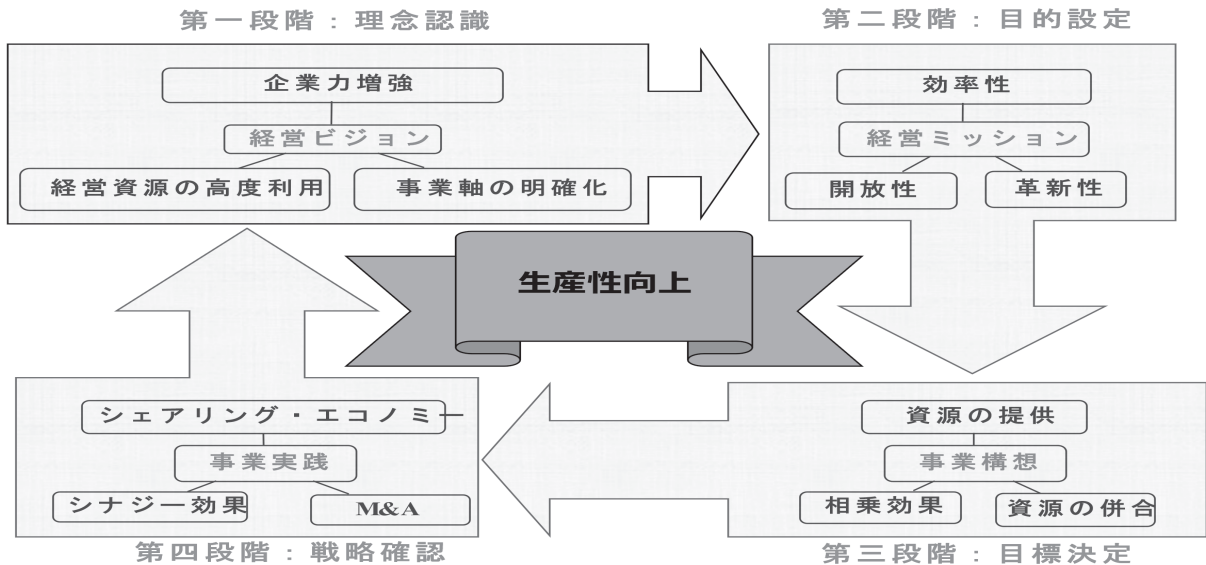 第一段階：理念認識
企業力増強
経営ビジョン
経営資源の高度利用
事業軸の明確化
第二段階：目的設定
効率性
経営ミッション
開放性
革新性
生産性向上
シェアリング・エコノミー
事業実践
シナジー効果
M&A
第四段階：戦略確認
資源の提供
事業構想
相乗効果
資源の併合
第三段階：目標決定